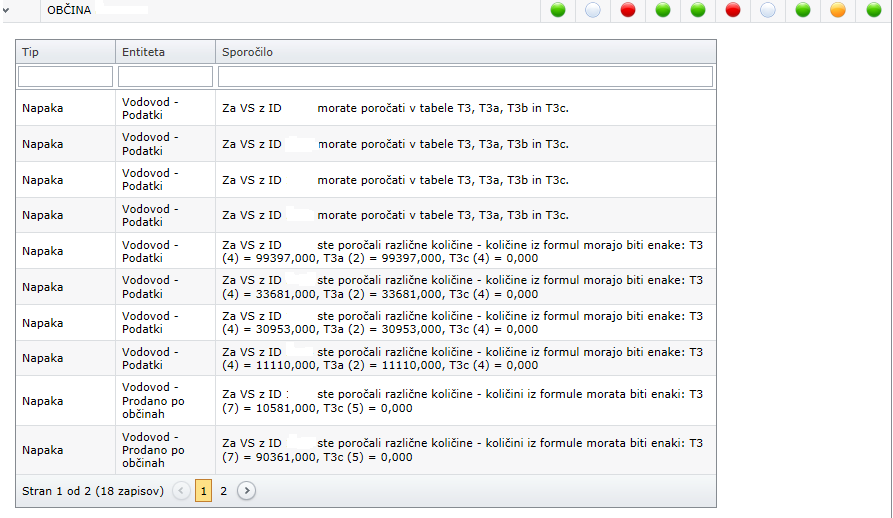 OBČINA
Tip Entiteta Sporočilo
Napaka Vodovod - Podatki Za VS z ID morate poročati v tabele T3, T3a, T3b in T3c.
Napaka Vodovod - Podatki Za VS z ID morate poročati v tabele T3, T3a, T3b in T3c.
Napaka Vodovod - Podatki Za VS z ID morate poročati v tabele T3, T3a, T3b in T3c.
Napaka Vodovod - Podatki Za VS z ID morate poročati v tabele T3, T3a, T3b in T3c.
Napaka Vodovod - Podatki Za VS z ID ste poročali različne količine - količine iz formul morajo biti enake: T3
(4) = 99397,000, T3a (2) = 99397,000, T3c (4) = 0,000
Napaka Vodovod - Podatki Za VS z ID ste poročali različne količine - količine iz formul morajo biti enake: T3
(4) = 33681,000, T3a (2) = 33681,000, T3c (4) = 0,000
Napaka Vodovod - Podatki Za VS z ID ste poročali različne količine - količine iz formul morajo biti enake: T3
(4) = 30953,000, T3a (2) = 30953,000, T3c (4) = 0,000
Napaka Vodovod - Podatki Za VS z ID ste poročali različne količine - količine iz formul morajo biti enake: T3
(4) = 11110,000, T3a (2) = 11110,000, T3c (4) = 0,000
Napaka Vodovod - Prodano po občinah Za VS z ID ste poročali različne količine - količini iz formule morata biti enaki: T3
(7) = 10581,000, T3c (5) = 0,000
Napaka Vodovod - Prodano po občinah Za VS z ID ste poročali različne količine - količini iz formule morata biti enaki: T3
(7) = 90361,000, T3c (5) = 0,000
Stran 1 od 2 (18 zapisov) 1 2